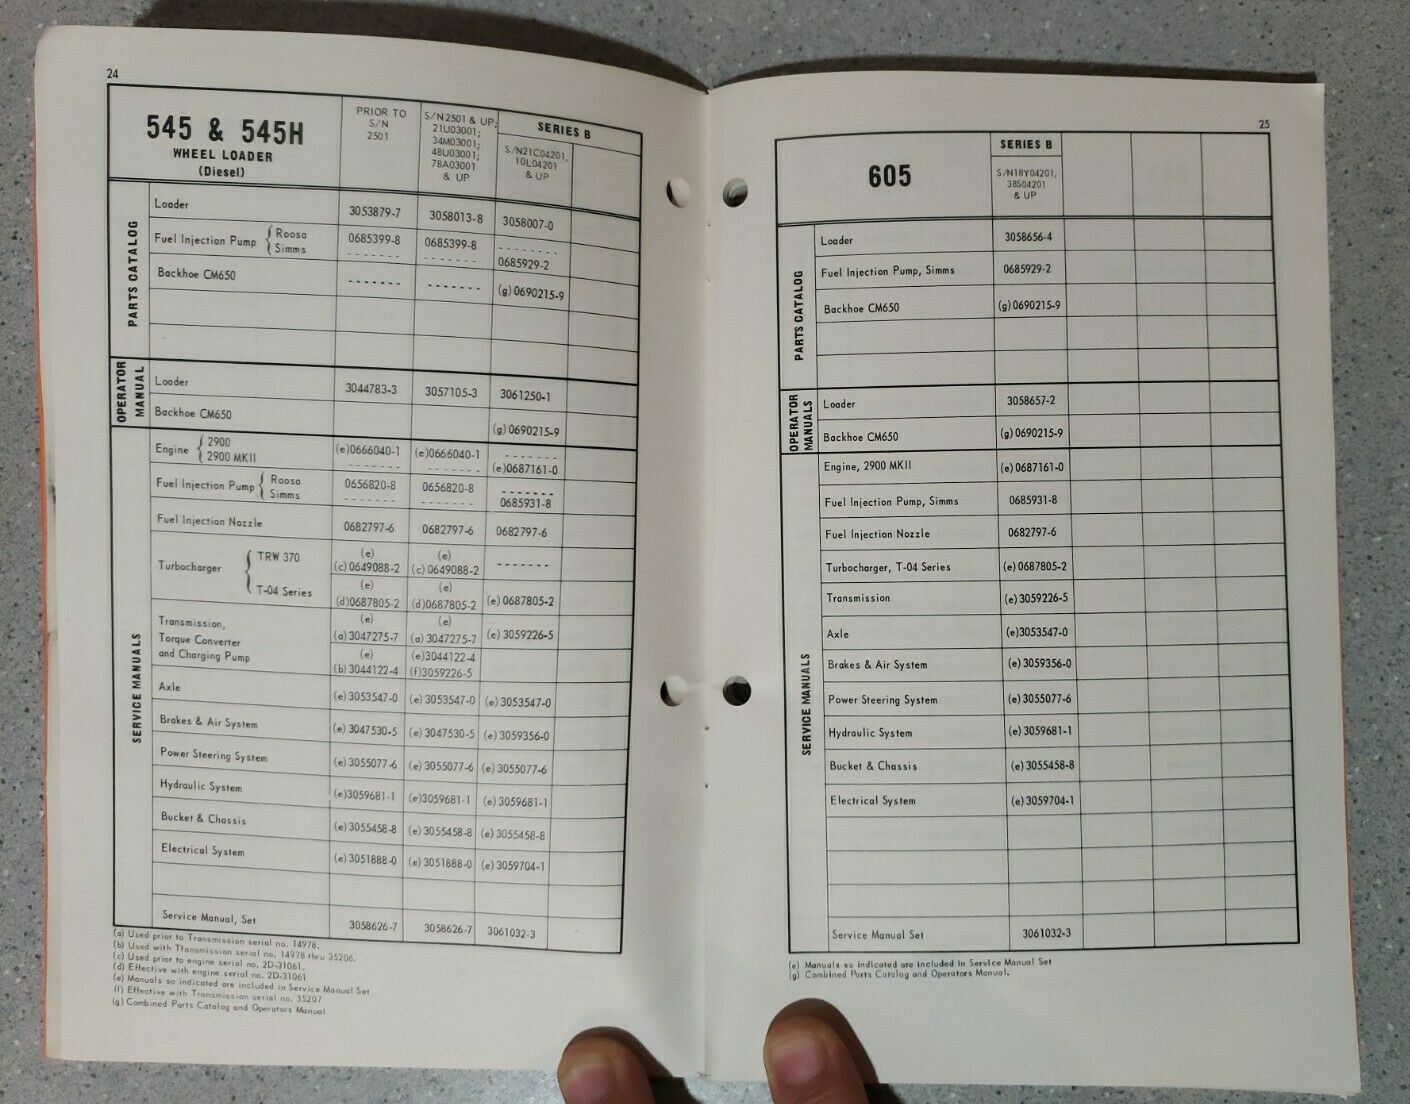 24
545 & 545H
WHEEL LOADER
(Diesel)
PRIOR TO
S/N
2501
S/N2501 & UP;
21U03001;
34M03001;
48U03001;
78A03001
& UP
SERIES B
S/N21C04201,
10L04201
& UP
PARTS CATALOG
Loader 3053879-7 3058013-8 3058007-0
Fuel Injection Pump { Roosa 0685399-8 0685399-8 - - - - - - - -
Simms - - - - - - - - - - - - - - 0685929-2
Backhoe CM650 - - - - - - - - - - - - - - (g) 0690215-9
OPERATOR
MANUAL
Loader 3044783-3 3057105-3 3061250-1
Backhoe CM650 (g) 0690215-9
SERVICE MANUALS
Engine { 2900 (e)0666040-1 (e)0666040-1 - - - - - - -
2900 MKII - - - - - - - - - - - - - - (e)0687161-0
Fuel Injection Pump { Roosa 0656820-8 0656820-8 - - - - - - -
Simms - - - - - - - - - - - - - - 0685931-8
Fuel Injection Nozzle 0682797-6 0682797-6 0682797-6
Turbocharger { TRW 370 (e) (e)
(c) 0649088-2 (c) 0649088-2 - - - - - - -
T-04 Series (e) (e)
(d)0687805-2 (d)0687805-2 (e) 0687805-2
Transmission, (e) (e)
Torque Converter (a) 3047275-7 (a) 3047275-7 (e) 3059226-5
and Charging Pump (e) (e)3044122-4
(b) 3044122-4 (f)3059226-5
Axle (e) 3053547-0 (e) 3053547-0 (e) 3053547-0
Brakes & Air System (e) 3047530-5 (e) 3047530-5 (e) 3059356-0
Power Steering System (e) 3055077-6 (e) 3055077-6 (e) 3055077-6
Hydraulic System (e)3059681-1 (e)3059681-1 (e) 3059681-1
Bucket & Chassis (e) 3055458-8 (e) 3055458-8 (e) 3055458-8
Electrical System (e) 3051888-0 (e) 3051888-0 (e) 3059704-1
Service Manual, Set 3058626-7 3058626-7 3061032-3
(a) Used prior to Transmission serial no. 14978.
(b) Used with Transmission serial no. 14978 thru 35206.
(c) Used prior to engine serial no. 2D-31061.
(d) Effective with engine serial no. 2D-31061
(e) Manuals so indicated are included in Service Manual Set
(f) Effective with Transmission serial no. 35207
(g) Combined Parts Catalog and Operators Manual
25
605
SERIES B
S/N18Y04201,
38S04201
& UP
PARTS CATALOG
Loader 3058656-4
Fuel Injection Pump, Simms 0685929-2
Backhoe CM650 (g) 0690215-9
OPERATOR
MANUALS
Loader 3058657-2
Backhoe CM650 (g) 0690215-9
SERVICE MANUALS
Engine, 2900 MKII (e) 0687161-0
Fuel Injection Pump, Simms 0685931-8
Fuel Injection Nozzle 0682797-6
Turbocharger, T-04 Series (e) 0687805-2
Transmission (e) 3059226-5
Axle (e)3053547-0
Brakes & Air System (e) 3059356-0
Power Steering System (e) 3055077-6
Hydraulic System (e) 3059681-1
Bucket & Chassis (e) 3055458-8
Electrical System (e) 3059704-1
Service Manual Set 3061032-3
(e) Manuals so indicated are included in Service Manual Set
(g) Combined Parts Catalog and Operators Manual.